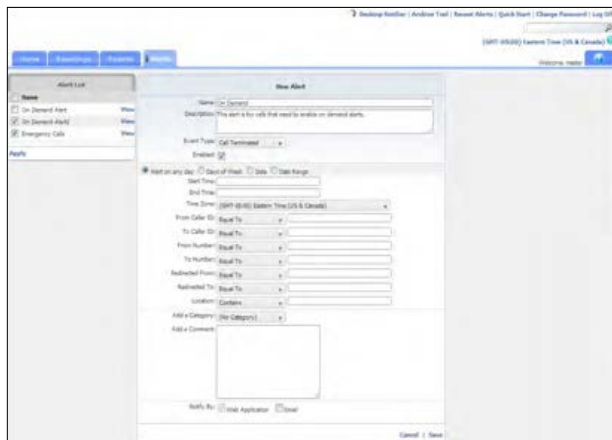 Desktop Notifier | Archive Tool | Recent Alerts | Quick Start | Change Password | Log Off
(GMT-05:00) Eastern Time (US & Canada)
Home Recordings Reports Alerts
Welcome,
Alert List
Name
On Demand Alert View
On Demand Alert2 View
Emergency Calls View
Apply
New Alert
Name: On Demand
Description: This alert is for calls that need to enable on demand alerts.
Event Type: Call Terminated
Enabled:
Alert on any day Days of Week Date Date Range
Start Time:
End Time:
Time Zone: (GMT-05:00) Eastern Time (US & Canada)
From Caller ID: Equal To
To Caller ID: Equal To
From Number: Equal To
To Number: Equal To
Redirected From: Equal To
Redirected To: Equal To
Location: Contains
Add a Category: (No Category)
Add a Comment:
Notify By: Web Application Email
Cancel | Save